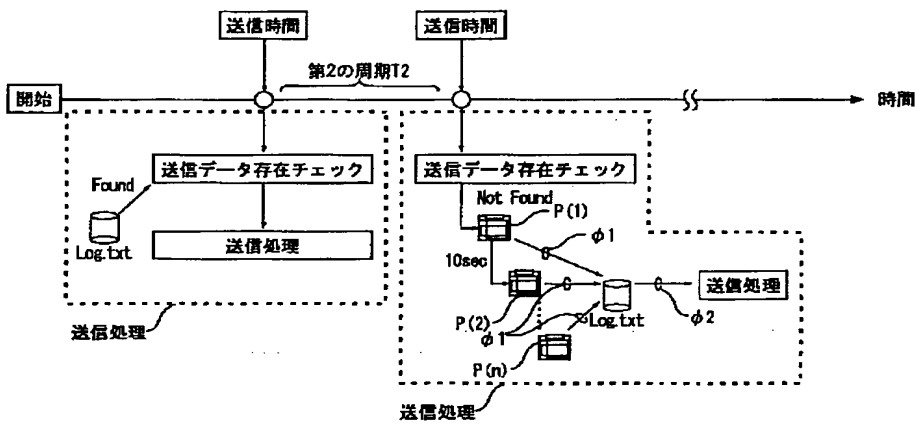 送信時間
送信時間
第2の周期T2
開始
時間
送信データ存在チェック
Found
Log.txt
送信処理
送信処理
送信データ存在チェック
Not Found
P(1)
φ1
10sec
P(2)
φ1
Log.txt
φ2
送信処理
P(n)
送信処理